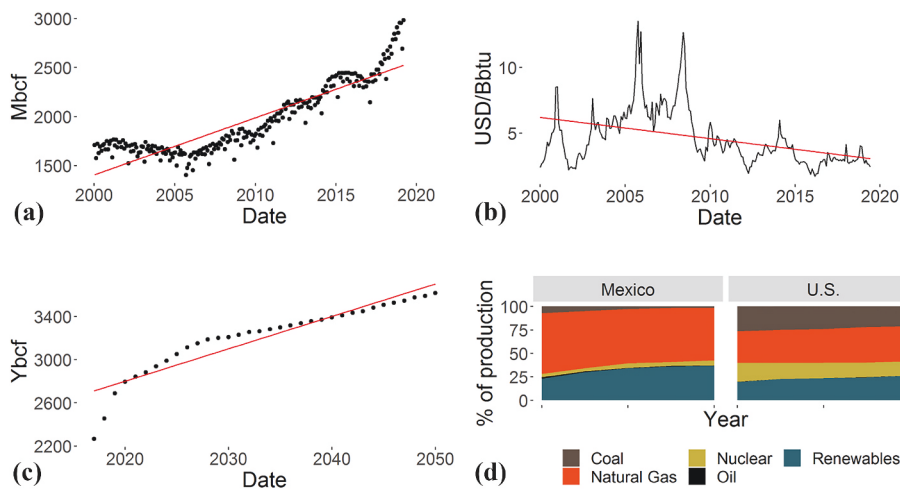 3000
2500
2000
1500
Mbcf
2000 2005 2010 2015 2020
Date
(a)
10
5
USD/Bbtu
2000 2005 2010 2015 2020
Date
(b)
3400
3000
2600
2200
Ybcf
2020 2030 2040 2050
Date
(c)
Mexico U.S.
100
75
50
25
0
% of production
Year
(d)
Coal Nuclear Renewables
Natural Gas Oil